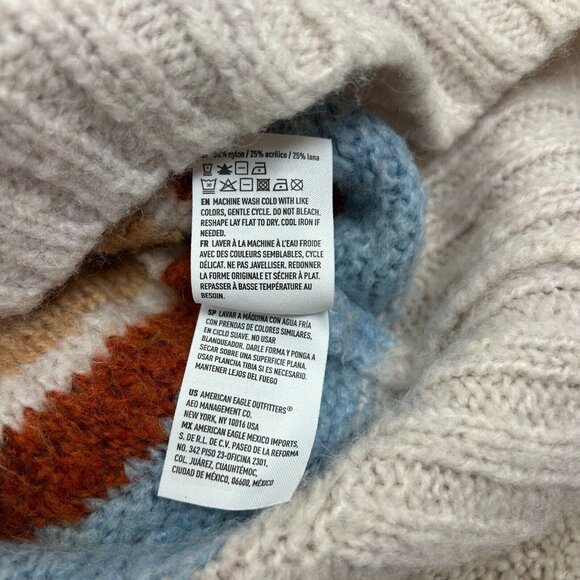 SP 50% nylon / 25% acrílico / 25% lana
EN MACHINE WASH COLD WITH LIKE
COLORS, GENTLE CYCLE. DO NOT BLEACH.
RESHAPE LAY FLAT TO DRY. COOL IRON IF
NEEDED.
FR LAVER À LA MACHINE À L'EAU FROIDE
AVEC DES COULEURS SEMBLABLES, CYCLE
DÉLICAT. NE PAS JAVELLISER. REDONNER
LA FORME ORIGINALE ET SÉCHER À PLAT.
REPASSER À BASSE TEMPÉRATURE AU
BESOIN.
SP LAVAR A MÁQUINA CON AGUA FRÍA
CON PRENDAS DE COLORES SIMILARES,
EN CICLO SUAVE. NO USAR
BLANQUEADOR. DARLE FORMA Y PONGA A
SECAR SOBRE UNA SUPERFICIE PLANA.
USAR PLANCHA TIBIA SI ES NECESARIO.
MANTENER LEJOS DEL FUEGO
US AMERICAN EAGLE OUTFITTERS®
AEO MANAGEMENT CO.
NEW YORK, NY 10016 USA
MX AMERICAN EAGLE MEXICO IMPORTS,
S. DE R.L. DE C.V. PASEO DE LA REFORMA
NO. 342 PISO 23-OFICINA 2301,
COL. JUÁREZ, CUAUHTÉMOC,
CIUDAD DE MÉXICO, 06600, MÉXICO